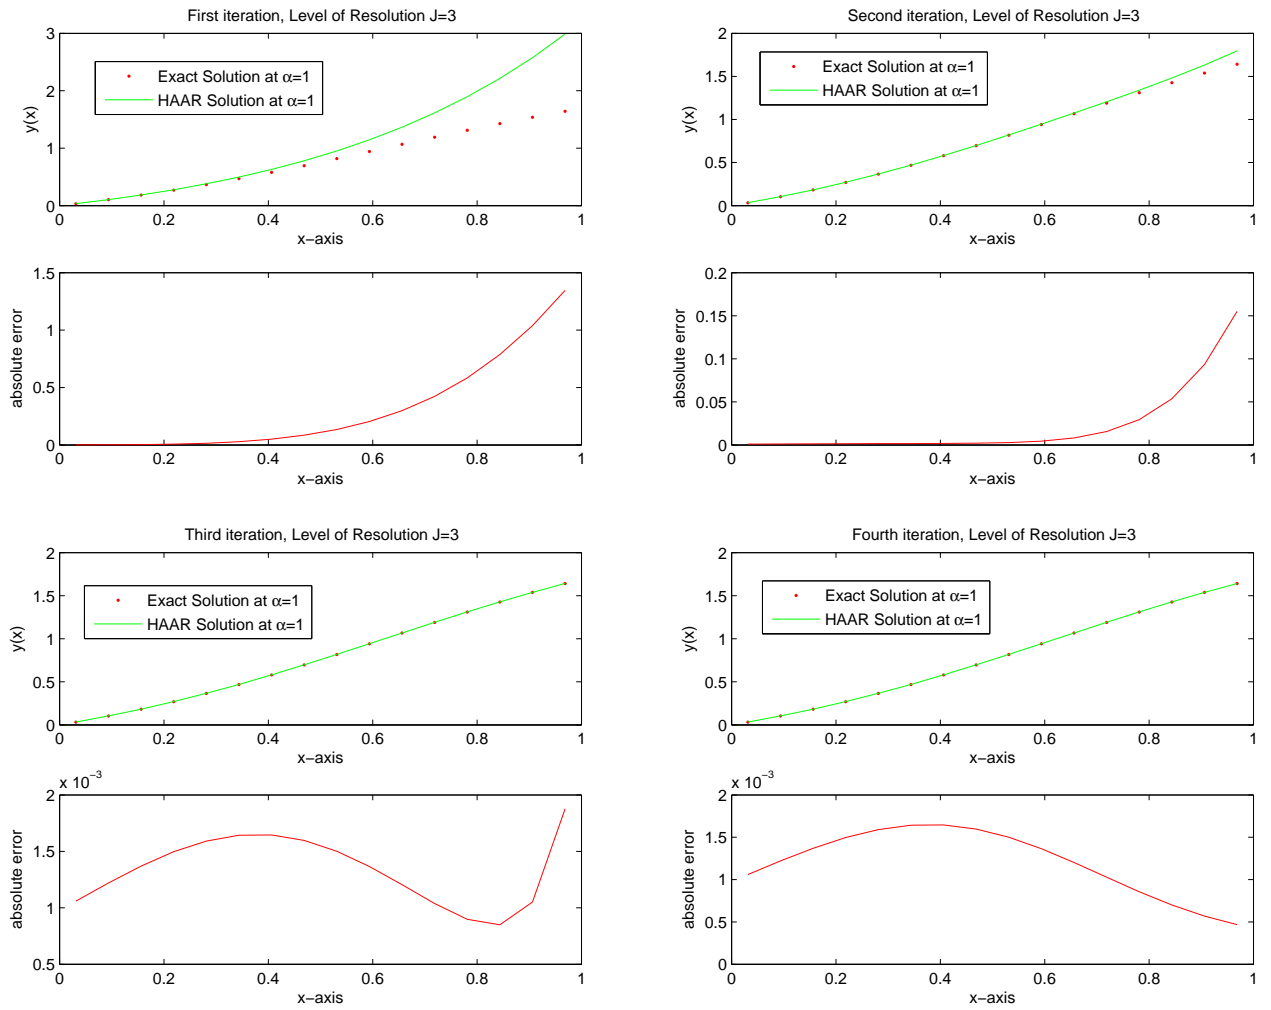 First iteration, Level of Resolution J=3
3
2
1
0
y(x)
Exact Solution at α=1
HAAR Solution at α=1
0 0.2 0.4 0.6 0.8 1
x−axis
1.5
1
0.5
0
absolute error
0 0.2 0.4 0.6 0.8 1
x−axis
Second iteration, Level of Resolution J=3
2
1.5
1
0.5
0
y(x)
Exact Solution at α=1
HAAR Solution at α=1
0 0.2 0.4 0.6 0.8 1
x−axis
0.2
0.15
0.1
0.05
0
absolute error
0 0.2 0.4 0.6 0.8 1
x−axis
Third iteration, Level of Resolution J=3
2
1.5
1
0.5
0
y(x)
Exact Solution at α=1
HAAR Solution at α=1
0 0.2 0.4 0.6 0.8 1
x−axis
x 10⁻³
2
1.5
1
0.5
absolute error
0 0.2 0.4 0.6 0.8 1
x−axis
Fourth iteration, Level of Resolution J=3
2
1.5
1
0.5
0
y(x)
Exact Solution at α=1
HAAR Solution at α=1
0 0.2 0.4 0.6 0.8 1
x−axis
x 10⁻³
2
1.5
1
0.5
0
absolute error
0 0.2 0.4 0.6 0.8 1
x−axis